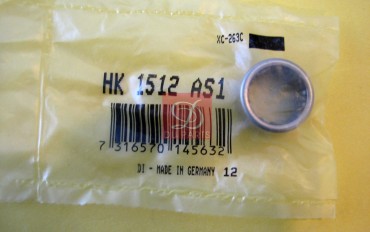 XC-263C
HK 1512 AS1
D
7 316570 145632
DI - MADE IN GERMANY 12